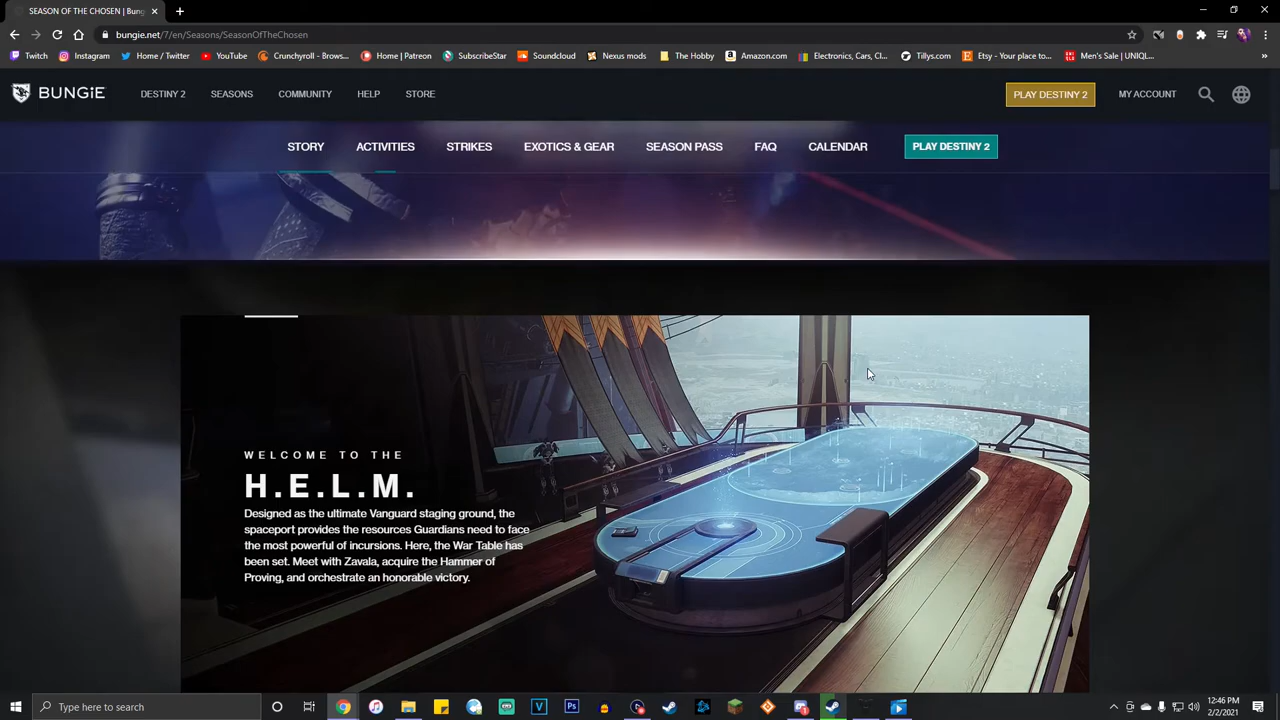 SEASON OF THE CHOSEN | Bung
bungie.net/7/en/Seasons/SeasonOfTheChosen
Twitch Instagram Home / Twitter YouTube Crunchyroll - Brows... Home | Patreon SubscribeStar Soundcloud Nexus mods The Hobby Amazon.com Electronics, Cars, Cl... Tillys.com Etsy - Your place to... Men's Sale | UNIQL... »
BUNGiE DESTINY 2 SEASONS COMMUNITY HELP STORE PLAY DESTINY 2 MY ACCOUNT
STORY ACTIVITIES STRIKES EXOTICS & GEAR SEASON PASS FAQ CALENDAR PLAY DESTINY 2
WELCOME TO THE
H.E.L.M.
Designed as the ultimate Vanguard staging ground, the
spaceport provides the resources Guardians need to face
the most powerful of incursions. Here, the War Table has
been set. Meet with Zavala, acquire the Hammer of
Proving, and orchestrate an honorable victory.
Type here to search
12:46 PM
2/2/2021